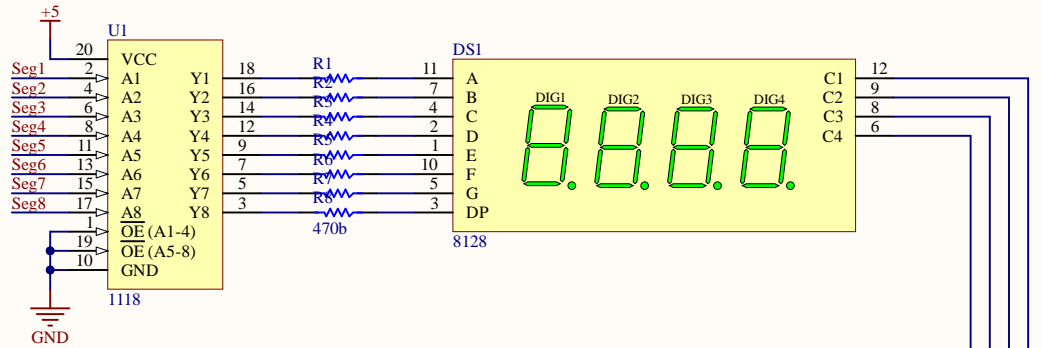 +5
U1
20 VCC
Seg1 2 A1 Y1 18
Seg2 4 A2 Y2 16
Seg3 6 A3 Y3 14
Seg4 8 A4 Y4 12
Seg5 11 A5 Y5 9
Seg6 13 A6 Y6 7
Seg7 15 A7 Y7 5
Seg8 17 A8 Y8 3
1 OE (A1-4)
19 OE (A5-8)
10 GND
1118
GND
R1
R2
R3
R4
R5
R6
R7
R8
470b
DS1
11 A
7 B
4 C
2 D
1 E
10 F
5 G
3 DP
DIG1 DIG2 DIG3 DIG4
C1 12
C2 9
C3 8
C4 6
8128